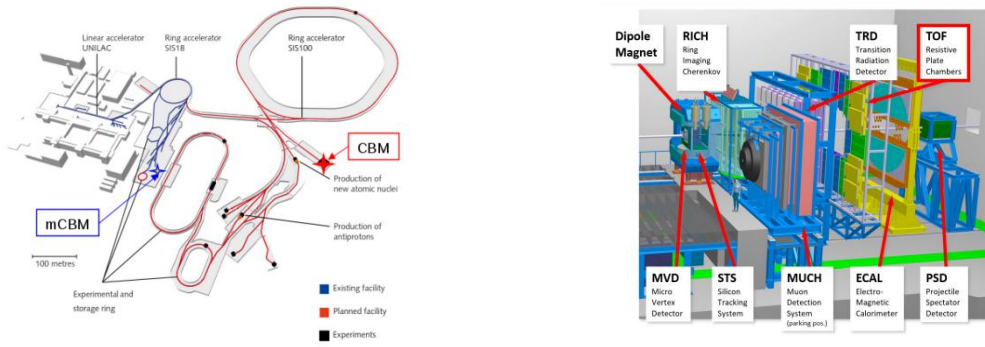 Linear accelerator
UNILAC
Ring accelerator
SIS18
Ring accelerator
SIS100
CBM
Production of
new atomic nuclei
Production of
antiprotons
mCBM
100 metres
Experimental and
storage ring
Existing facility
Planned facility
Experiments
Dipole
Magnet
RICH
Ring
Imaging
Cherenkov
TRD
Transition
Radiation
Detector
TOF
Resistive
Plate
Chambers
MVD
Micro
Vertex
Detector
STS
Silicon
Tracking
System
MUCH
Muon
Detection
System
(parking pos.)
ECAL
Electro-
Magnetic
Calorimeter
PSD
Projectile
Spectator
Detector